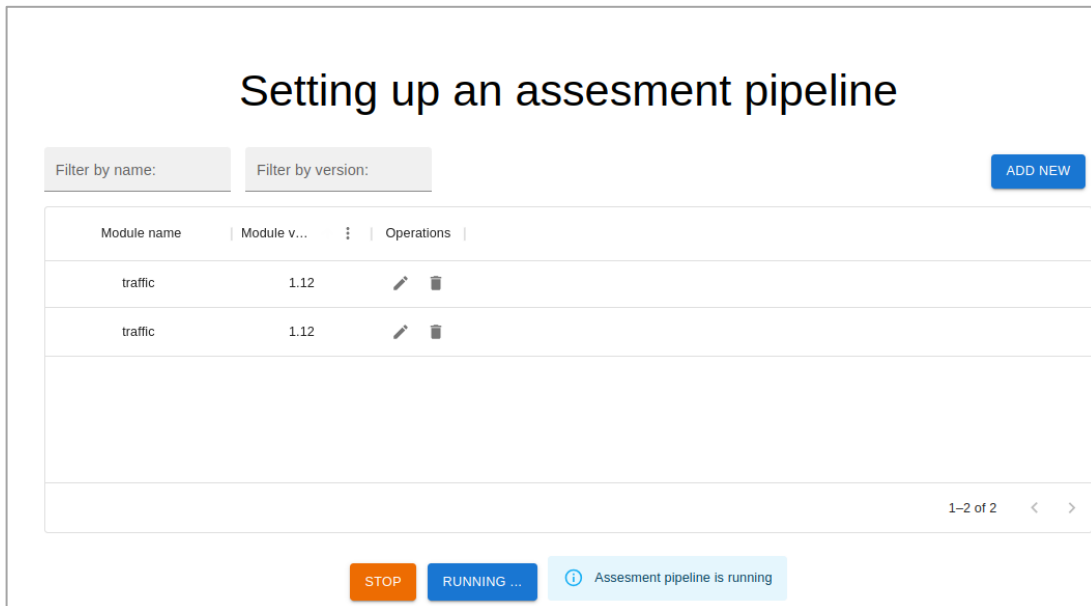 Setting up an assesment pipeline
Filter by name: Filter by version: ADD NEW
Module name Module v... Operations
traffic 1.12
traffic 1.12
1–2 of 2
STOP RUNNING ... Assesment pipeline is running